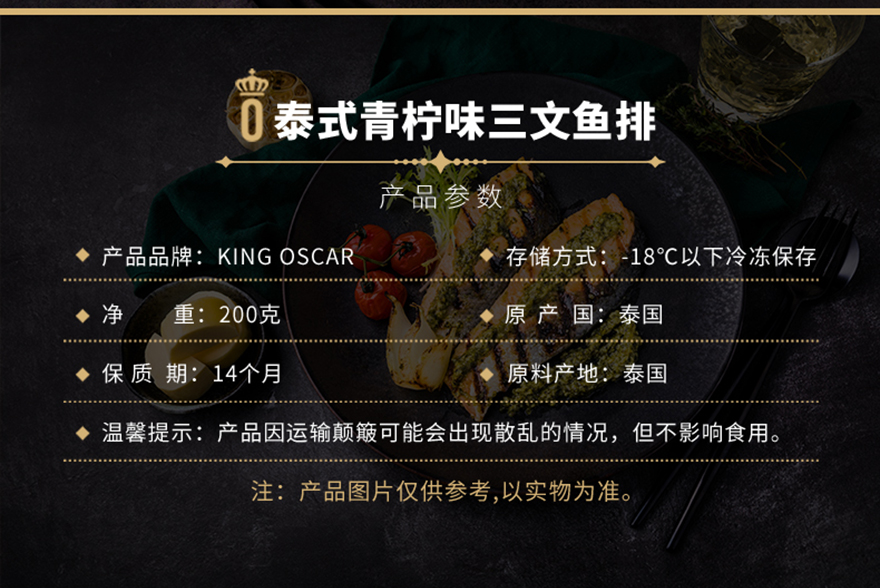 泰式青柠味三文鱼排
产品参数
产品品牌：KING OSCAR
存储方式：-18℃以下冷冻保存
净 重：200克
原 产 国：泰国
保 质 期：14个月
原料产地：泰国
温馨提示：产品因运输颠簸可能会出现散乱的情况，但不影响食用。
注：产品图片仅供参考,以实物为准。